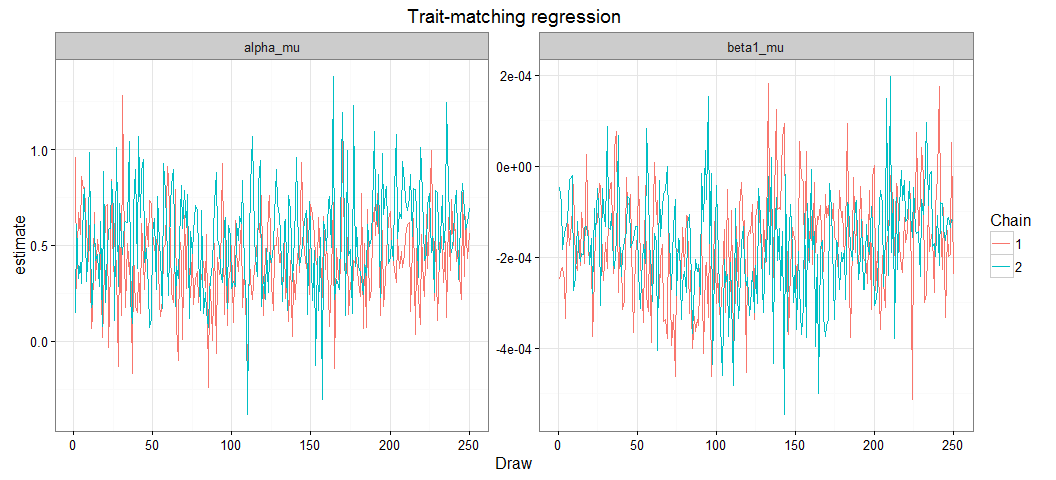 Trait-matching regression
alpha_mu
beta1_mu
estimate
1.0
0.5
0.0
2e-04
0e+00
-2e-04
-4e-04
0 50 100 150 200 250
0 50 100 150 200 250
Draw
Chain
1
2